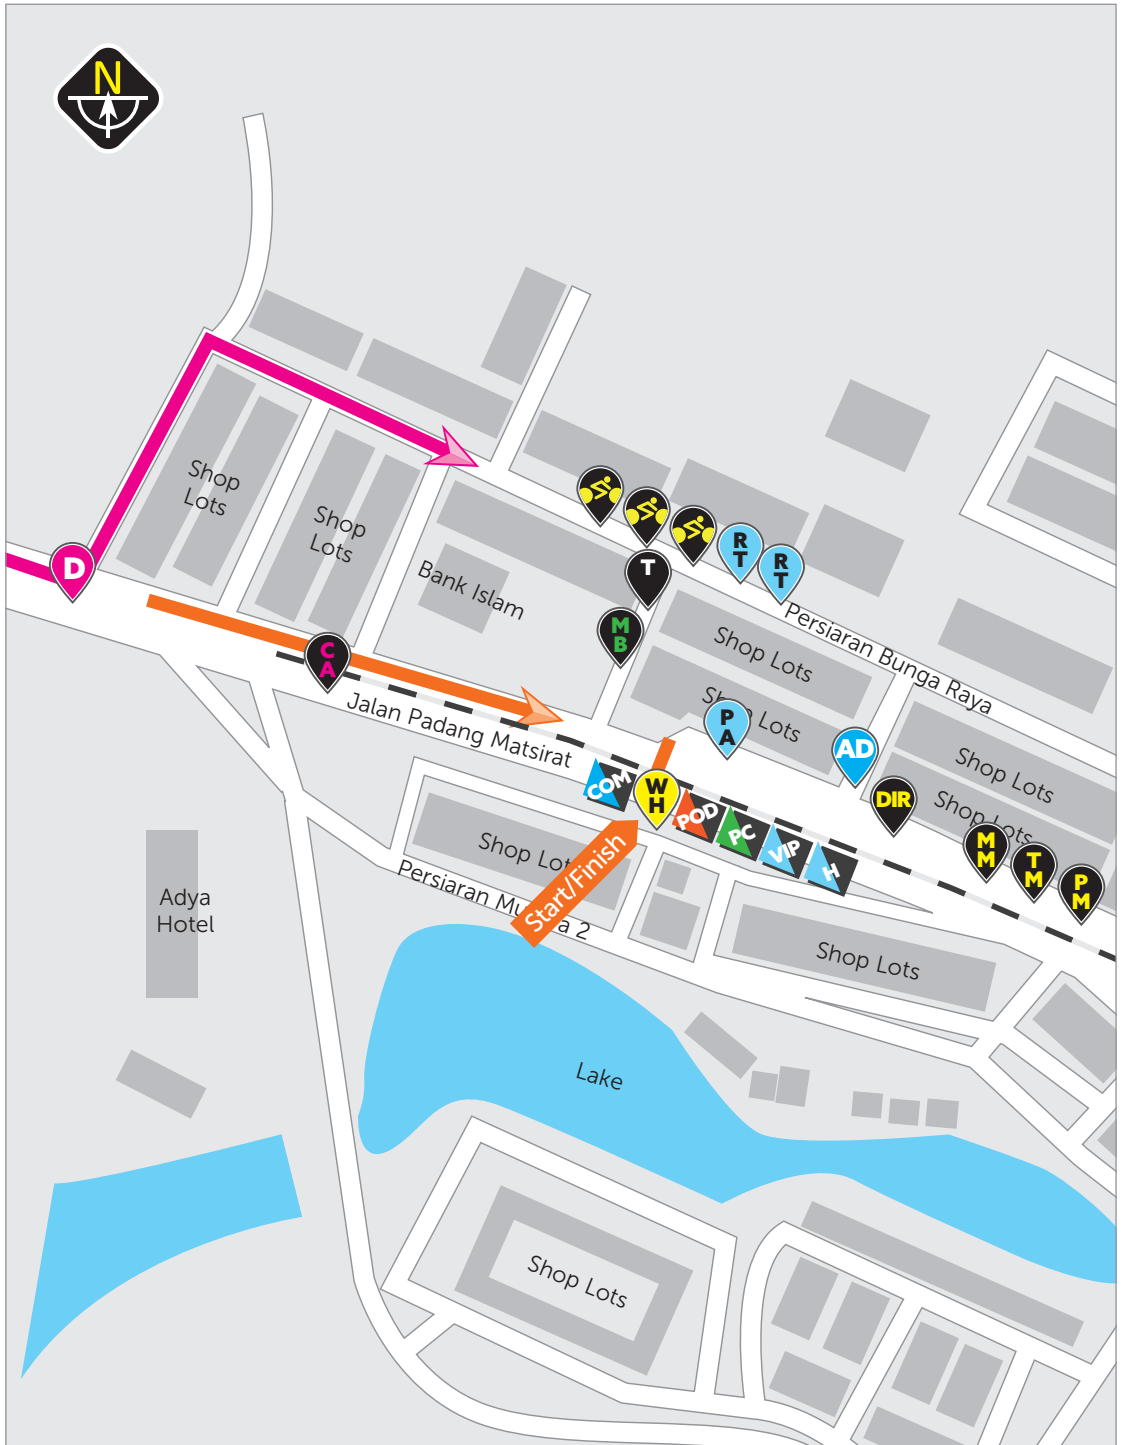 N
Shop
Lots
Shop
Lots
Bank Islam
D
T
R
T
R
T
M
B
C
A
Persiaran Bunga Raya
Shop Lots
Shop Lots
P
A
AD
DIR
Jalan Padang Matsirat
COM
W
H
POD
PC
VIP
H
Shop Lots
Shop Lots
M
M
T
M
P
M
Shop Lots
Start/Finish
Persiaran Mutiara 2
Adya
Hotel
Shop Lots
Lake
Shop Lots